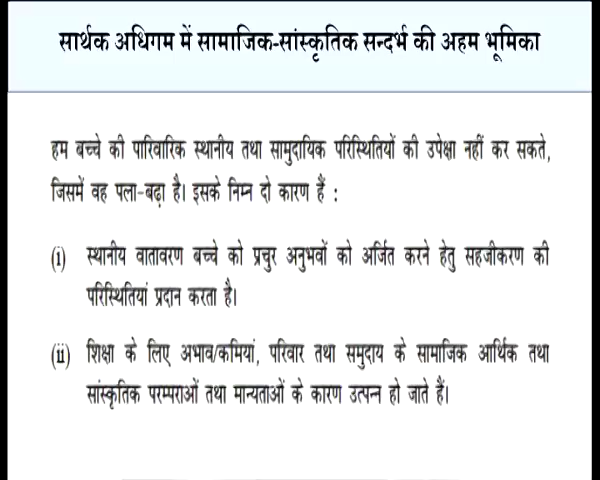 सार्थक अधिगम में सामाजिक-सांस्कृतिक सन्दर्भ की अहम भूमिका
हम बच्चे की पारिवारिक स्थानीय तथा सामुदायिक परिस्थितियों की उपेक्षा नहीं कर सकते,
जिसमें वह पला-बढ़ा है। इसके निम्न दो कारण हैं :
(i) स्थानीय वातावरण बच्चे को प्रचुर अनुभवों को अर्जित करने हेतु सहजीकरण की
परिस्थितियां प्रदान करता है।
(ii) शिक्षा के लिए अभाव/कमियां, परिवार तथा समुदाय के सामाजिक आर्थिक तथा
सांस्कृतिक परम्पराओं तथा मान्यताओं के कारण उत्पन्न हो जाते हैं।